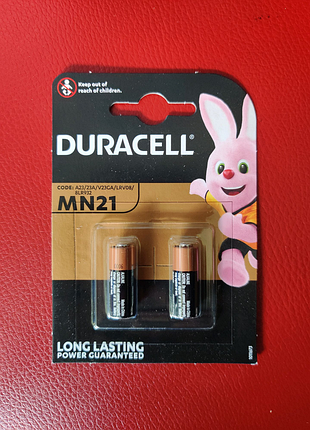 Keep out of
reach of children.
DURACELL
CODE: A23/23A/V23GA/LRV08/
8LR932
MN21
LONG LASTING
POWER GUARANTEED